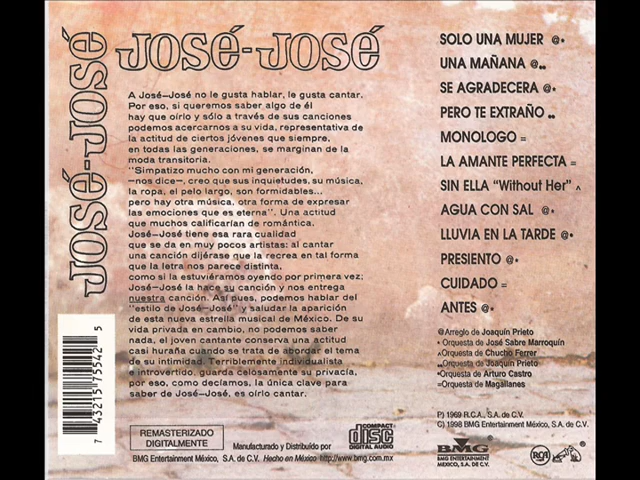 JOSÉ-JOSÉ
JOSÉ-JOSÉ
A José-José no le gusta hablar, le gusta cantar.
Por eso, si queremos saber algo de él
hay que oírlo y sólo a través de sus canciones
podemos acercarnos a su vida, representativa de
la actitud de ciertos jóvenes que siempre,
en todas las generaciones, se marginan de la
moda transitoria.
"Simpatizo mucho con mi generación,
—nos dice—, creo que sus inquietudes, su música,
la ropa, el pelo largo, son formidables...
pero hay otra música, otra forma de expresar
las emociones que es eterna". Una actitud
que muchos calificarían de romántica.
José-José tiene esa rara cualidad
que se da en muy pocos artistas: al cantar
una canción dijérase que la recrea en tal forma
que la letra nos parece distinta,
como si la estuviéramos oyendo por primera vez;
José-José la hace su canción y nos entrega
nuestra canción. Así pues, podemos hablar del
"estilo de José-José" y saludar la aparición
de esta nueva estrella musical de México. De su
vida privada en cambio, no podemos saber
nada, el joven cantante conserva una actitud
casi huraña cuando se trata de abordar el tema
de su intimidad. Terriblemente individualista
e introvertido, guarda celosamente su privacía,
por eso, como decíamos, la única clave para
saber de José-José, es oírlo cantar.
SOLO UNA MUJER @•
UNA MAÑANA @••
SE AGRADECERA @•
PERO TE EXTRAÑO ••
MONOLOGO =
LA AMANTE PERFECTA =
SIN ELLA "Without Her" ^
AGUA CON SAL @•
LLUVIA EN LA TARDE @•
PRESIENTO @•
CUIDADO =
ANTES @•
@Arreglo de Joaquín Prieto
• Orquesta de José Sabre Marroquín
^Orquesta de Chucho Ferrer
••Orquesta de Joaquín Prieto
•Orquesta de Arturo Castro
=Orquesta de Magallanes
P) 1969 R.C.A., S.A. de C.V.
C) 1998 BMG Entertainment México, S.A. de C.V.
7 43215 17554 2 5
REMASTERIZADO
DIGITALMENTE
Manufacturado y Distribuído por
BMG Entertainment México, S.A. de C.V. Hecho en México http://www.bmg.com.mx
COMPACT
disc
DIGITAL AUDIO
BMG
BMG ENTERTAINMENT
MEXICO, S.A. DE C.V.
RCA